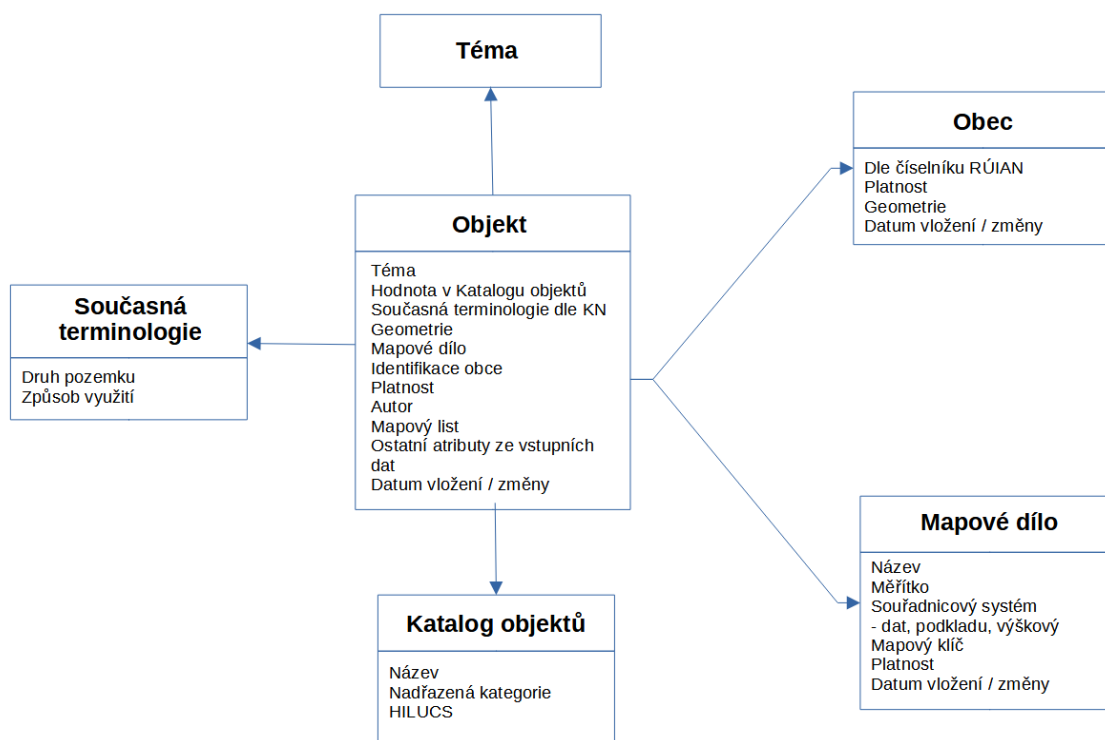 Téma
Obec
Dle číselníku RÚIAN
Platnost
Geometrie
Datum vložení / změny
Objekt
Téma
Hodnota v Katalogu objektů
Současná terminologie dle KN
Geometrie
Mapové dílo
Identifikace obce
Platnost
Autor
Mapový list
Ostatní atributy ze vstupních
dat
Datum vložení / změny
Současná
terminologie
Druh pozemku
Způsob využití
Mapové dílo
Název
Měřítko
Souřadnicový systém
- dat, podkladu, výškový
Mapový klíč
Platnost
Datum vložení / změny
Katalog objektů
Název
Nadřazená kategorie
HILUCS